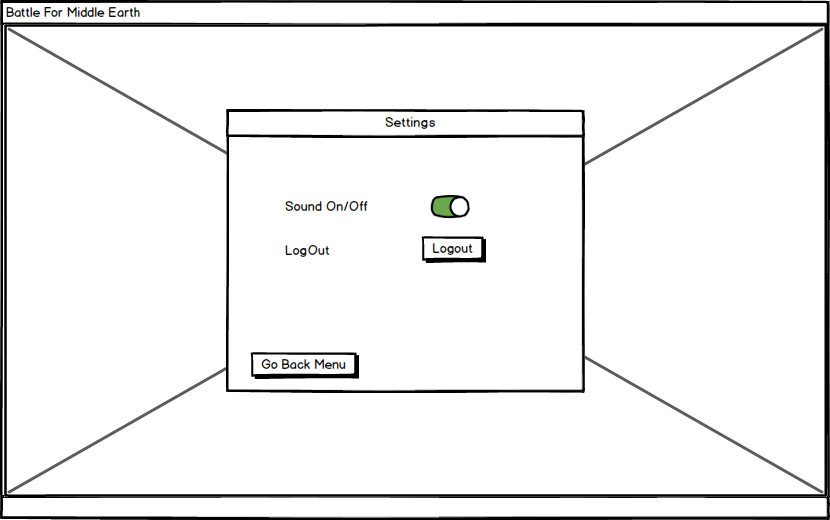 Battle For Middle Earth
Settings
Sound On/Off
LogOut Logout
Go Back Menu